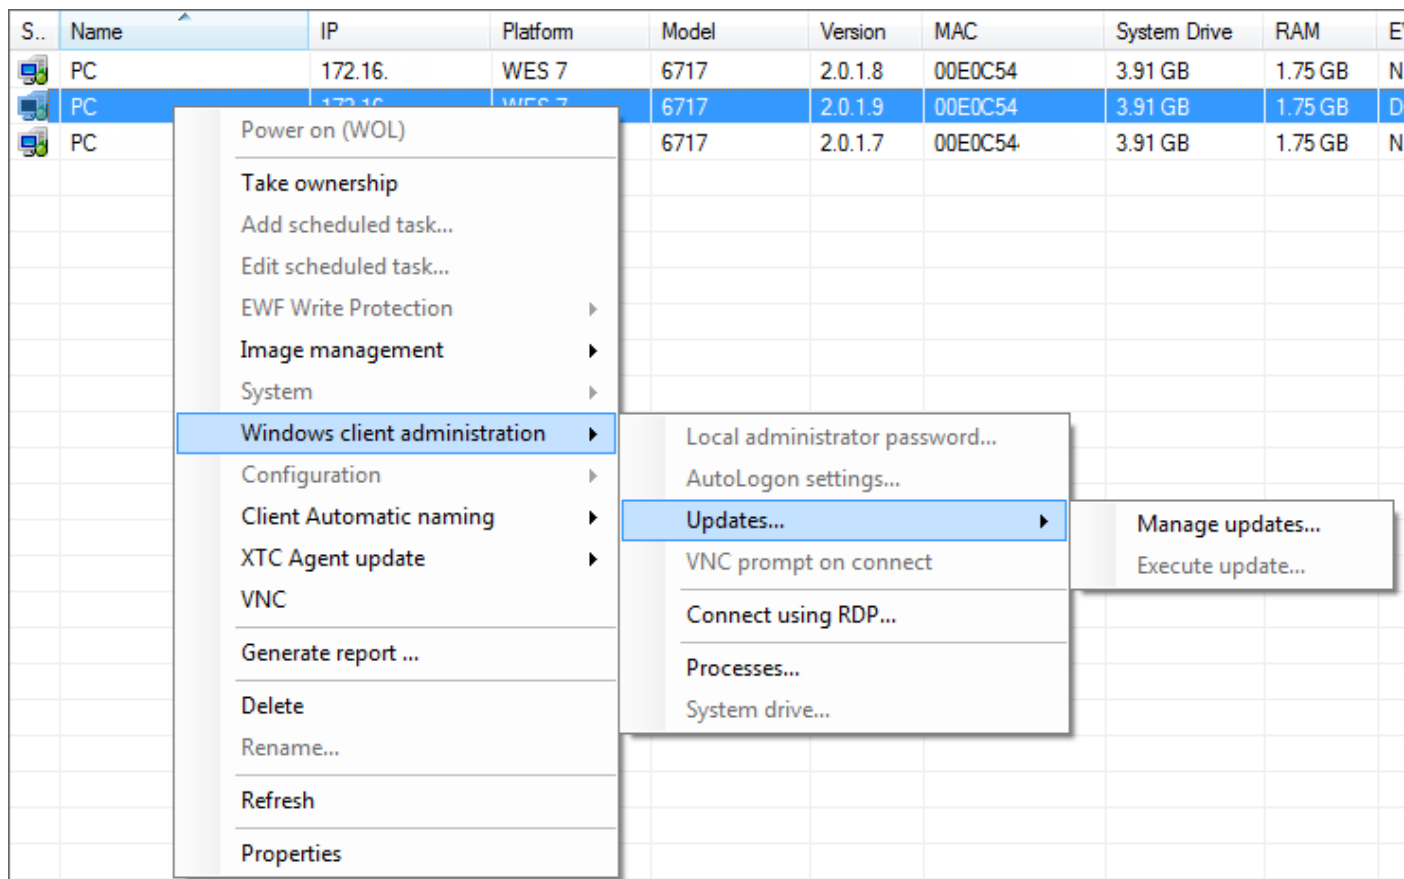 S.. Name IP Platform Model Version MAC System Drive RAM
PC 172.16. WES 7 6717 2.0.1.8 00E0C54 3.91 GB 1.75 GB N
PC 172.16 WES 7 6717 2.0.1.9 00E0C54 3.91 GB 1.75 GB D
PC 6717 2.0.1.7 00E0C54 3.91 GB 1.75 GB N
Power on (WOL)
Take ownership
Add scheduled task...
Edit scheduled task...
EWF Write Protection
Image management
System
Windows client administration
Configuration
Client Automatic naming
XTC Agent update
VNC
Generate report ...
Delete
Rename...
Refresh
Properties
Local administrator password...
AutoLogon settings...
Updates...
VNC prompt on connect
Connect using RDP...
Processes...
System drive...
Manage updates...
Execute update...